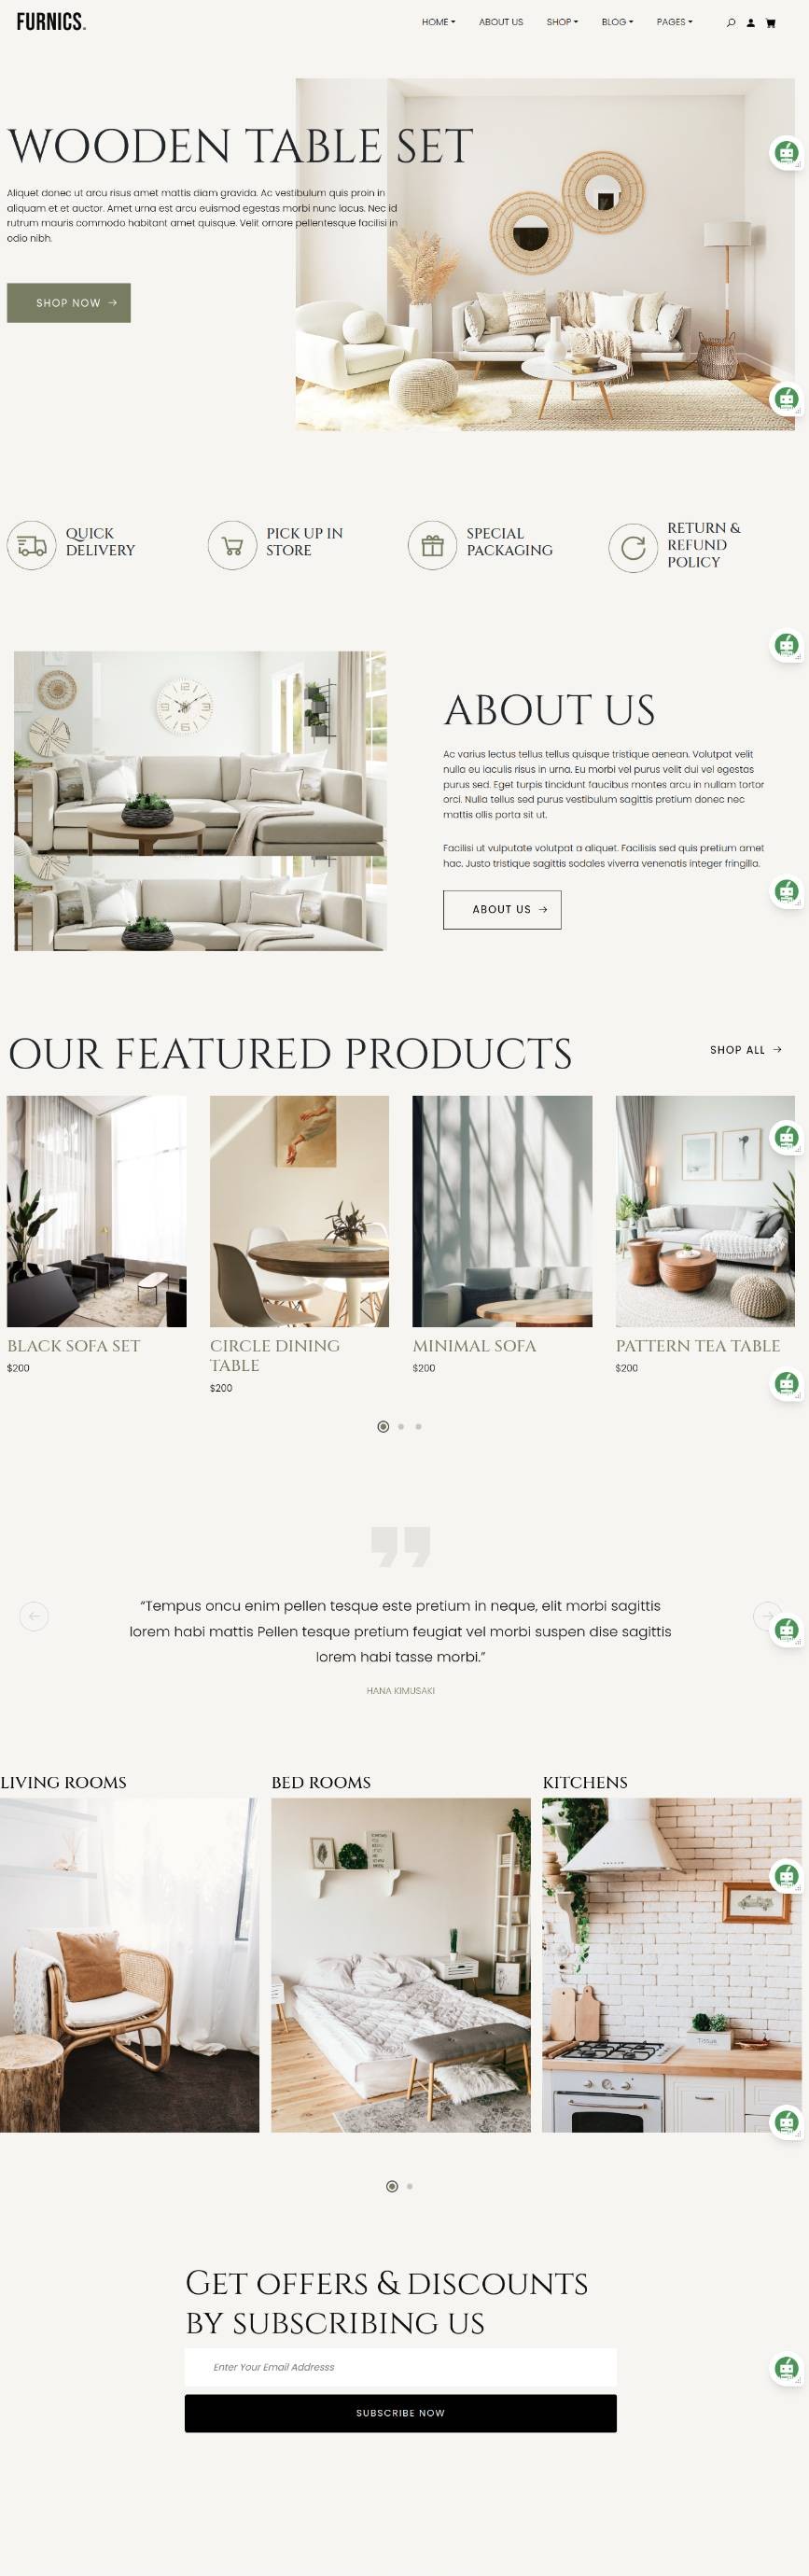 FURNICS.
HOME
ABOUT US
SHOP
BLOG
PAGES
WOODEN TABLE SET
Aliquet donec ut arcu risus amet mattis diam gravida. Ac vestibulum quis proin in
aliquam et et auctor. Amet urna est arcu euismod egestas morbi nunc lacus. Nec id
rutrum mauris commodo habitant amet quisque. Velit ornare pellentesque facilisi in
odio nibh.
SHOP NOW →
QUICK
DELIVERY
PICK UP IN
STORE
SPECIAL
PACKAGING
RETURN &
REFUND
POLICY
ABOUT US
Ac varius lectus tellus tellus quisque tristique aenean. Volutpat velit
nulla eu iaculis risus in urna. Eu morbi vel purus velit dui vel egestas
purus sed. Eget turpis tincidunt faucibus montes arcu in nullam tortor
orci. Nulla tellus sed purus vestibulum sagittis pretium donec nec
mattis ollis porta sit ut.
Facilisi ut vulputate volutpat a aliquet. Facilisis sed quis pretium amet
hac. Justo tristique sagittis sodales viverra venenatis integer fringilla.
ABOUT US →
OUR FEATURED PRODUCTS
SHOP ALL →
BLACK SOFA SET
$200
CIRCLE DINING
TABLE
$200
MINIMAL SOFA
$200
PATTERN TEA TABLE
$200
“Tempus oncu enim pellen tesque este pretium in neque, elit morbi sagittis
lorem habi mattis Pellen tesque pretium feugiat vel morbi suspen dise sagittis
lorem habi tasse morbi.”
HANA KIMUSAKI
LIVING ROOMS
BED ROOMS
KITCHENS
GET OFFERS & DISCOUNTS
BY SUBSCRIBING US
Enter Your Email Addresss
SUBSCRIBE NOW